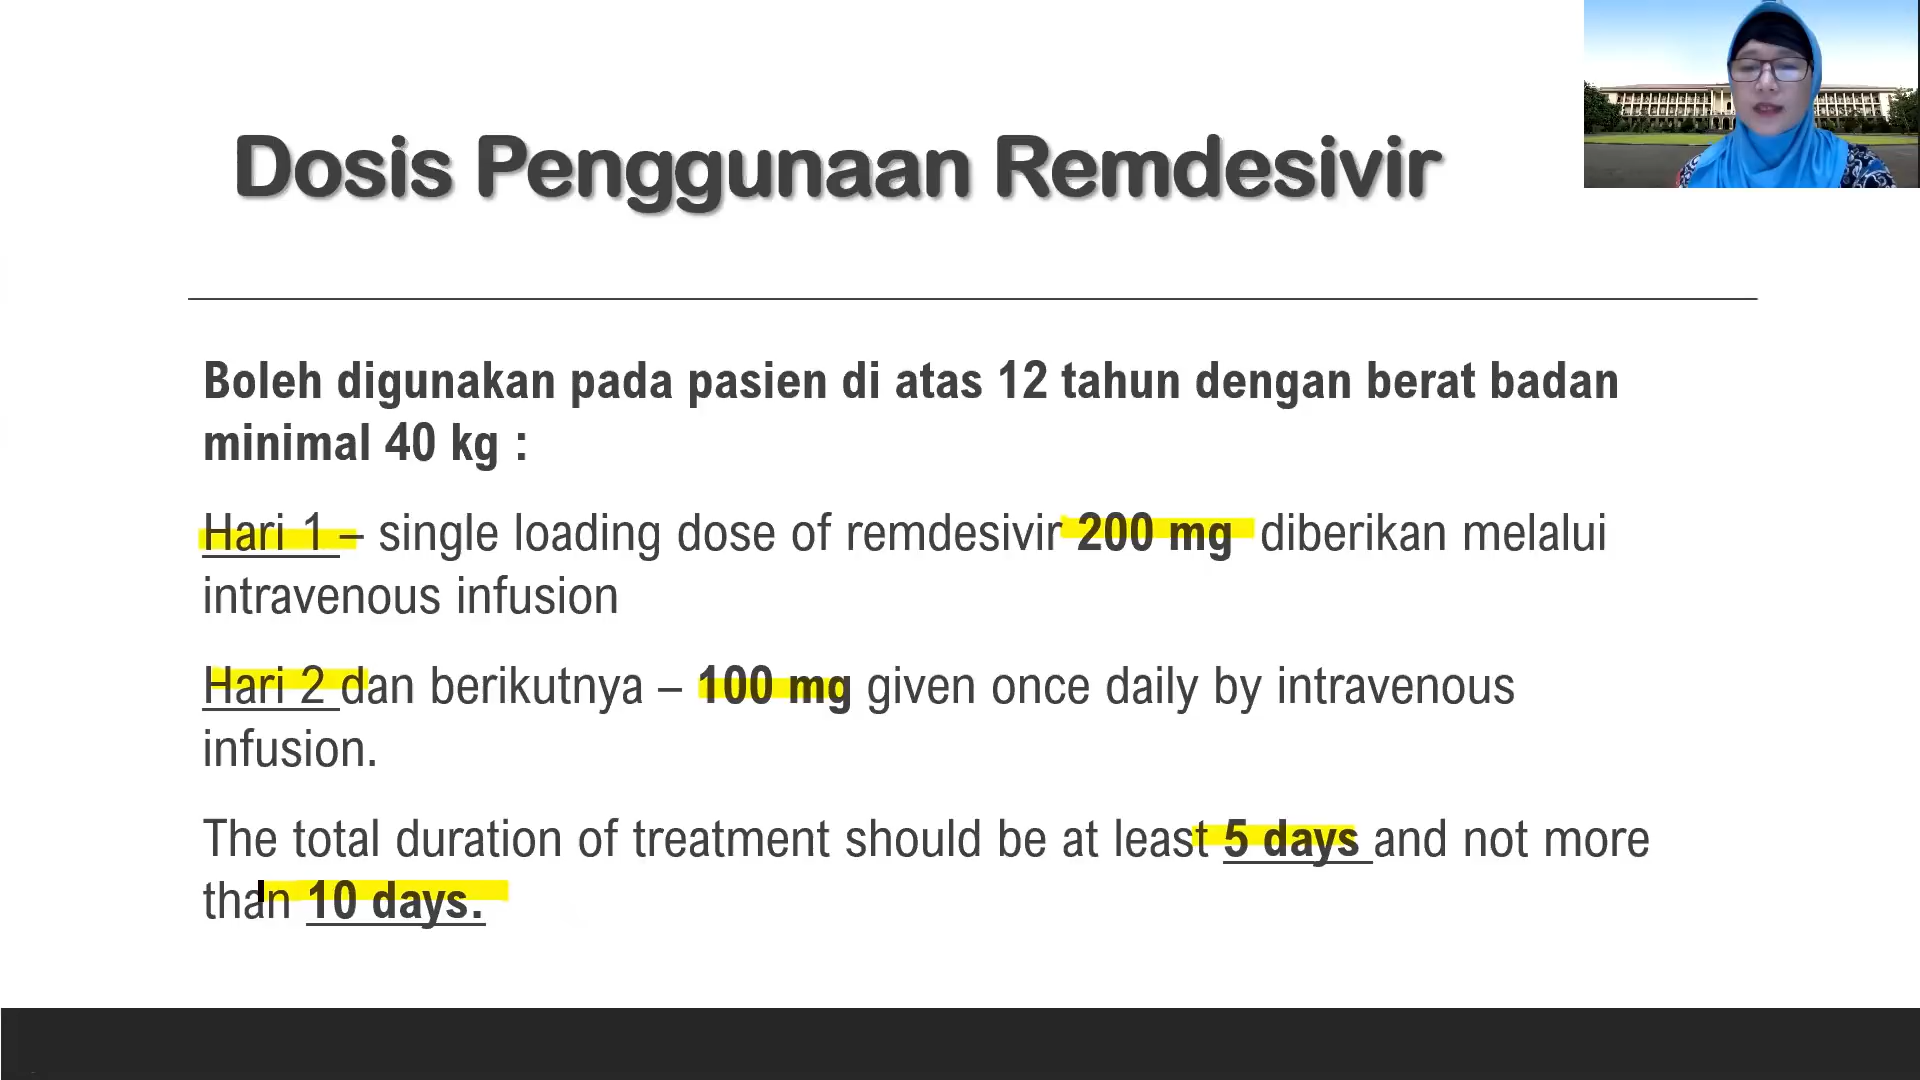 Dosis Penggunaan Remdesivir
Boleh digunakan pada pasien di atas 12 tahun dengan berat badan
minimal 40 kg :
Hari 1 – single loading dose of remdesivir 200 mg diberikan melalui
intravenous infusion
Hari 2 dan berikutnya – 100 mg given once daily by intravenous
infusion.
The total duration of treatment should be at least 5 days and not more
than 10 days.